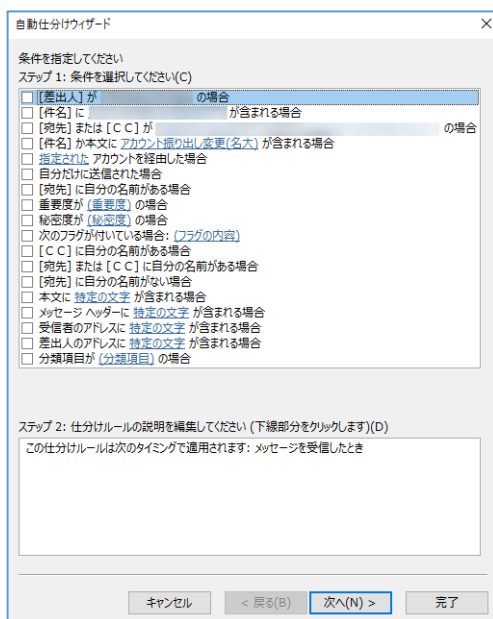 自動仕分けウィザード
条件を指定してください
ステップ 1: 条件を選択してください(C)
[差出人] が の場合
[件名] に が含まれる場合
[宛先] または [ＣＣ] が の場合
[件名] か本文に アカウント振り出し変更(名大) が含まれる場合
指定された アカウントを経由した場合
自分だけに送信された場合
[宛先] に自分の名前がある場合
重要度が (重要度) の場合
秘密度が (秘密度) の場合
次のフラグが付いている場合: (フラグの内容)
[ＣＣ] に自分の名前がある場合
[宛先] または [ＣＣ] に自分の名前がある場合
[宛先] に自分の名前がない場合
本文に 特定の文字 が含まれる場合
メッセージ ヘッダーに 特定の文字 が含まれる場合
受信者のアドレスに 特定の文字 が含まれる場合
差出人のアドレスに 特定の文字 が含まれる場合
分類項目が (分類項目) の場合
ステップ 2: 仕分けルールの説明を編集してください (下線部分をクリックします)(D)
この仕分けルールは次のタイミングで適用されます: メッセージを受信したとき
キャンセル < 戻る(B) 次へ(N) > 完了